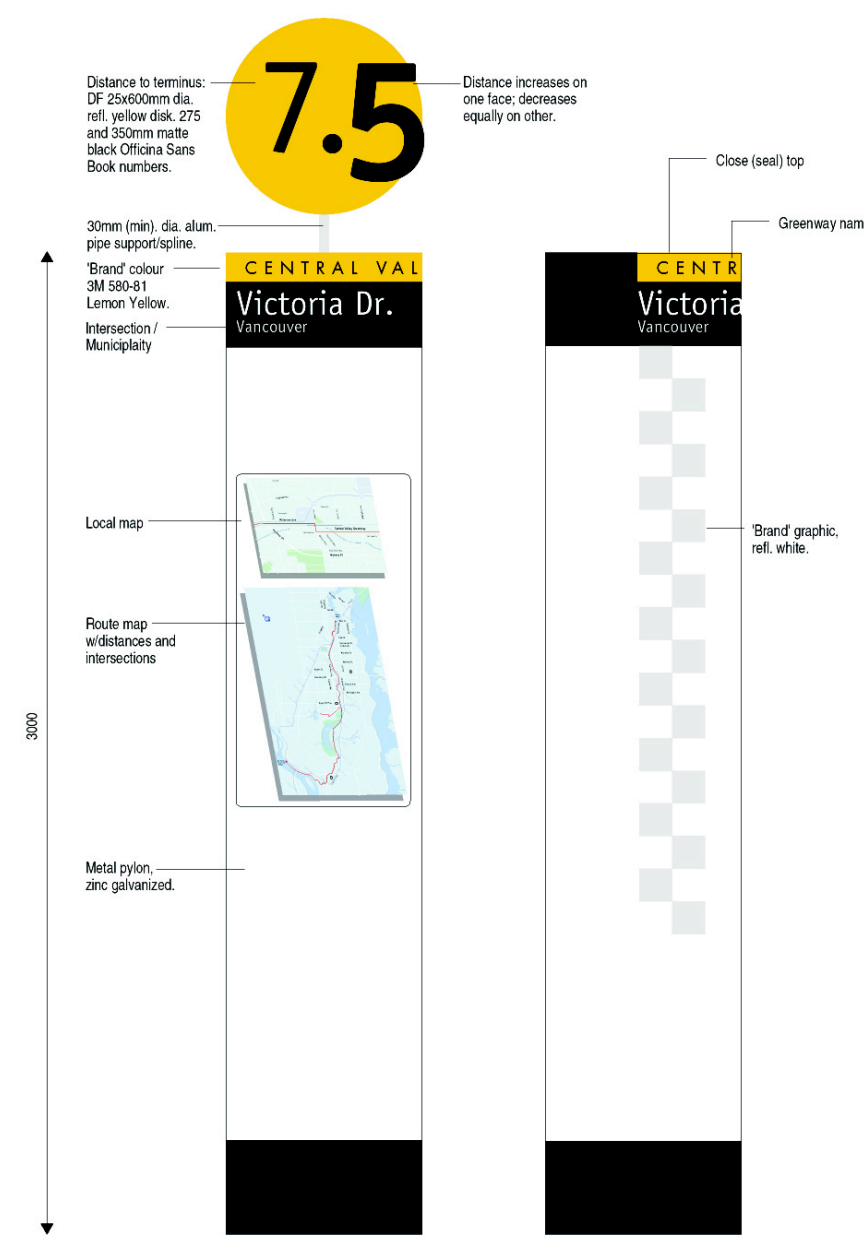 7.5
Distance to terminus:
DF 25x600mm dia.
refl. yellow disk. 275
and 350mm matte
black Officina Sans
Book numbers.
Distance increases on
one face; decreases
equally on other.
30mm (min). dia. alum.
pipe support/spline.
'Brand' colour
3M 580-81
Lemon Yellow.
Intersection /
Municiplaity
CENTRAL VAL
Victoria Dr.
Vancouver
Close (seal) top
Greenway nam
CENTR
Victoria
Vancouver
Local map
Route map
w/distances and
intersections
'Brand' graphic,
refl. white.
3000
Metal pylon,
zinc galvanized.